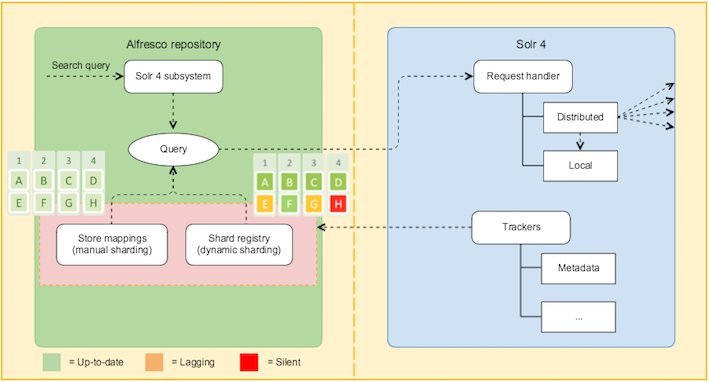 Alfresco repository
Solr 4
Search query
Solr 4 subsystem
Request handler
Distributed
Query
Local
1 2 3 4
A B C D
E F G H
1 2 3 4
A B C D
E F G H
Store mappings
(manual sharding)
Shard registry
(dynamic sharding)
Trackers
Metadata
...
= Up-to-date
= Lagging
= Silent